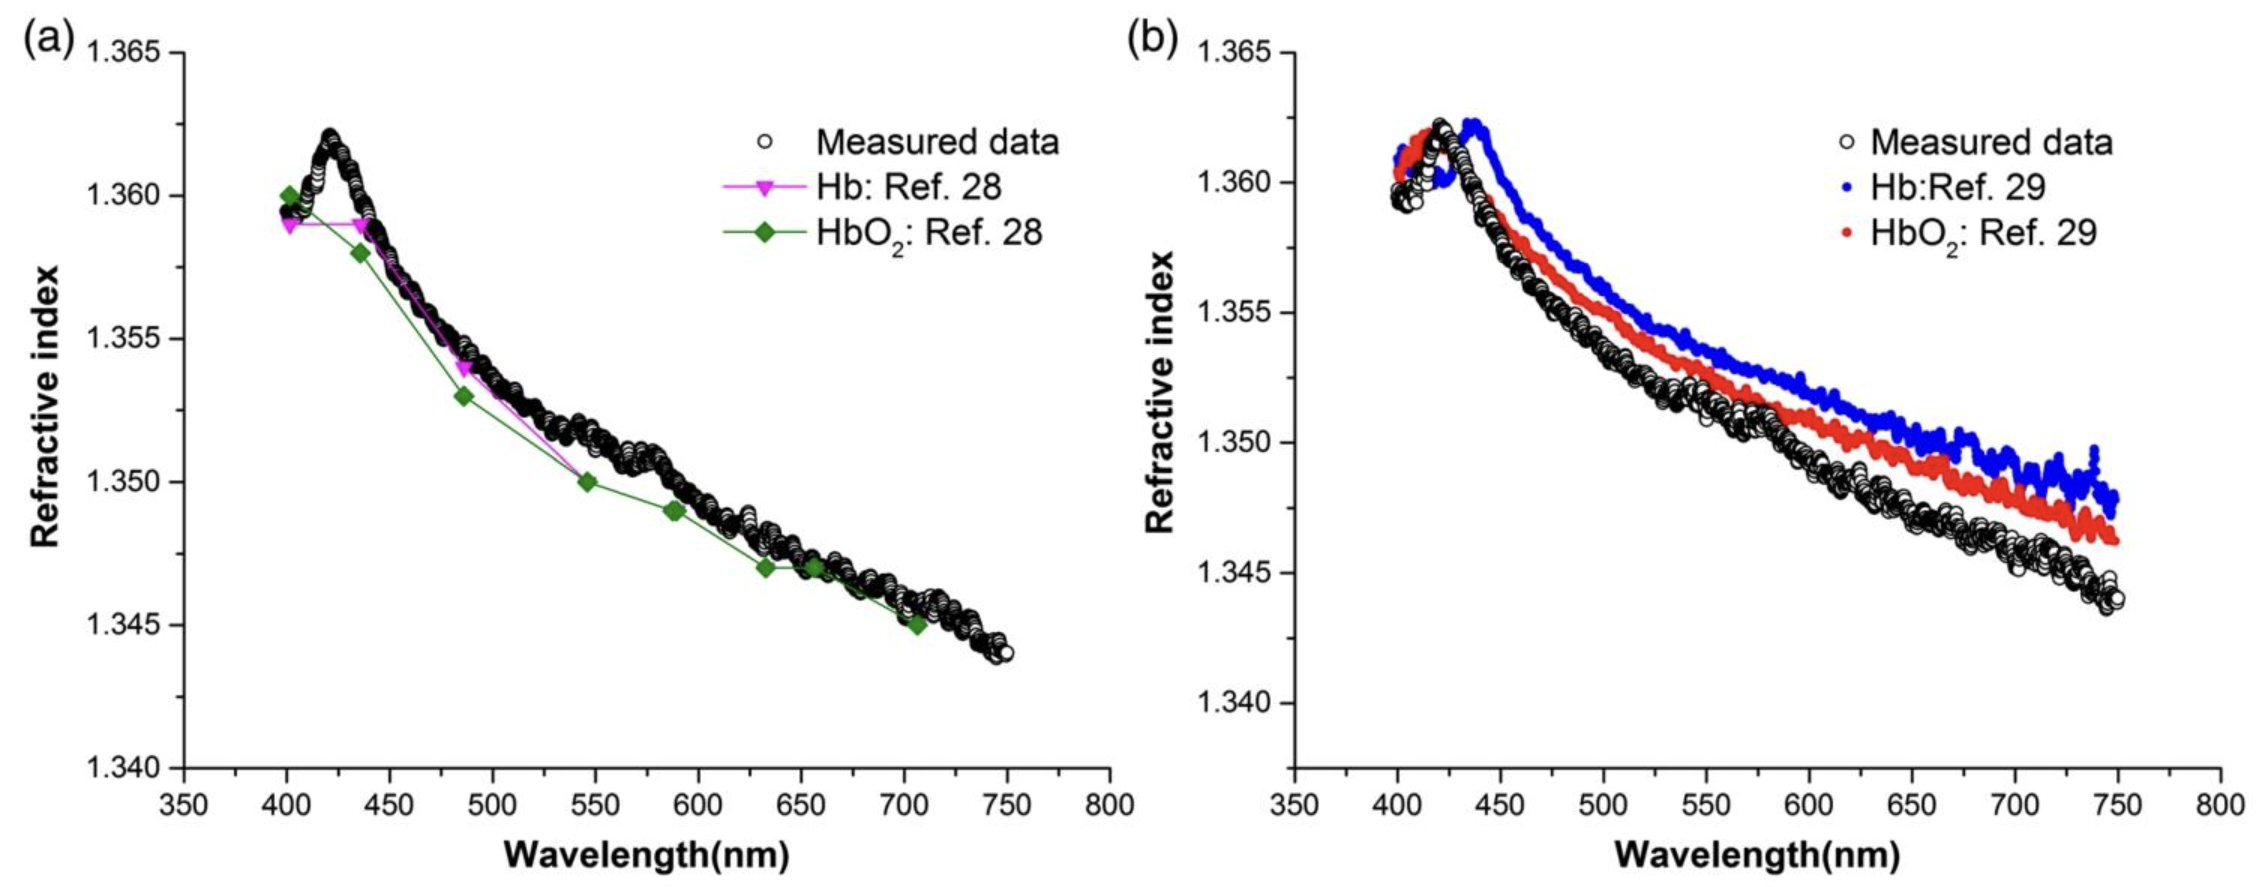 (a)
1.365
1.360
1.355
1.350
1.345
1.340
Refractive index
Measured data
Hb: Ref. 28
HbO2: Ref. 28
350 400 450 500 550 600 650 700 750 800
Wavelength(nm)
(b)
1.365
1.360
1.355
1.350
1.345
1.340
Refractive index
Measured data
Hb:Ref. 29
HbO2: Ref. 29
350 400 450 500 550 600 650 700 750 800
Wavelength(nm)